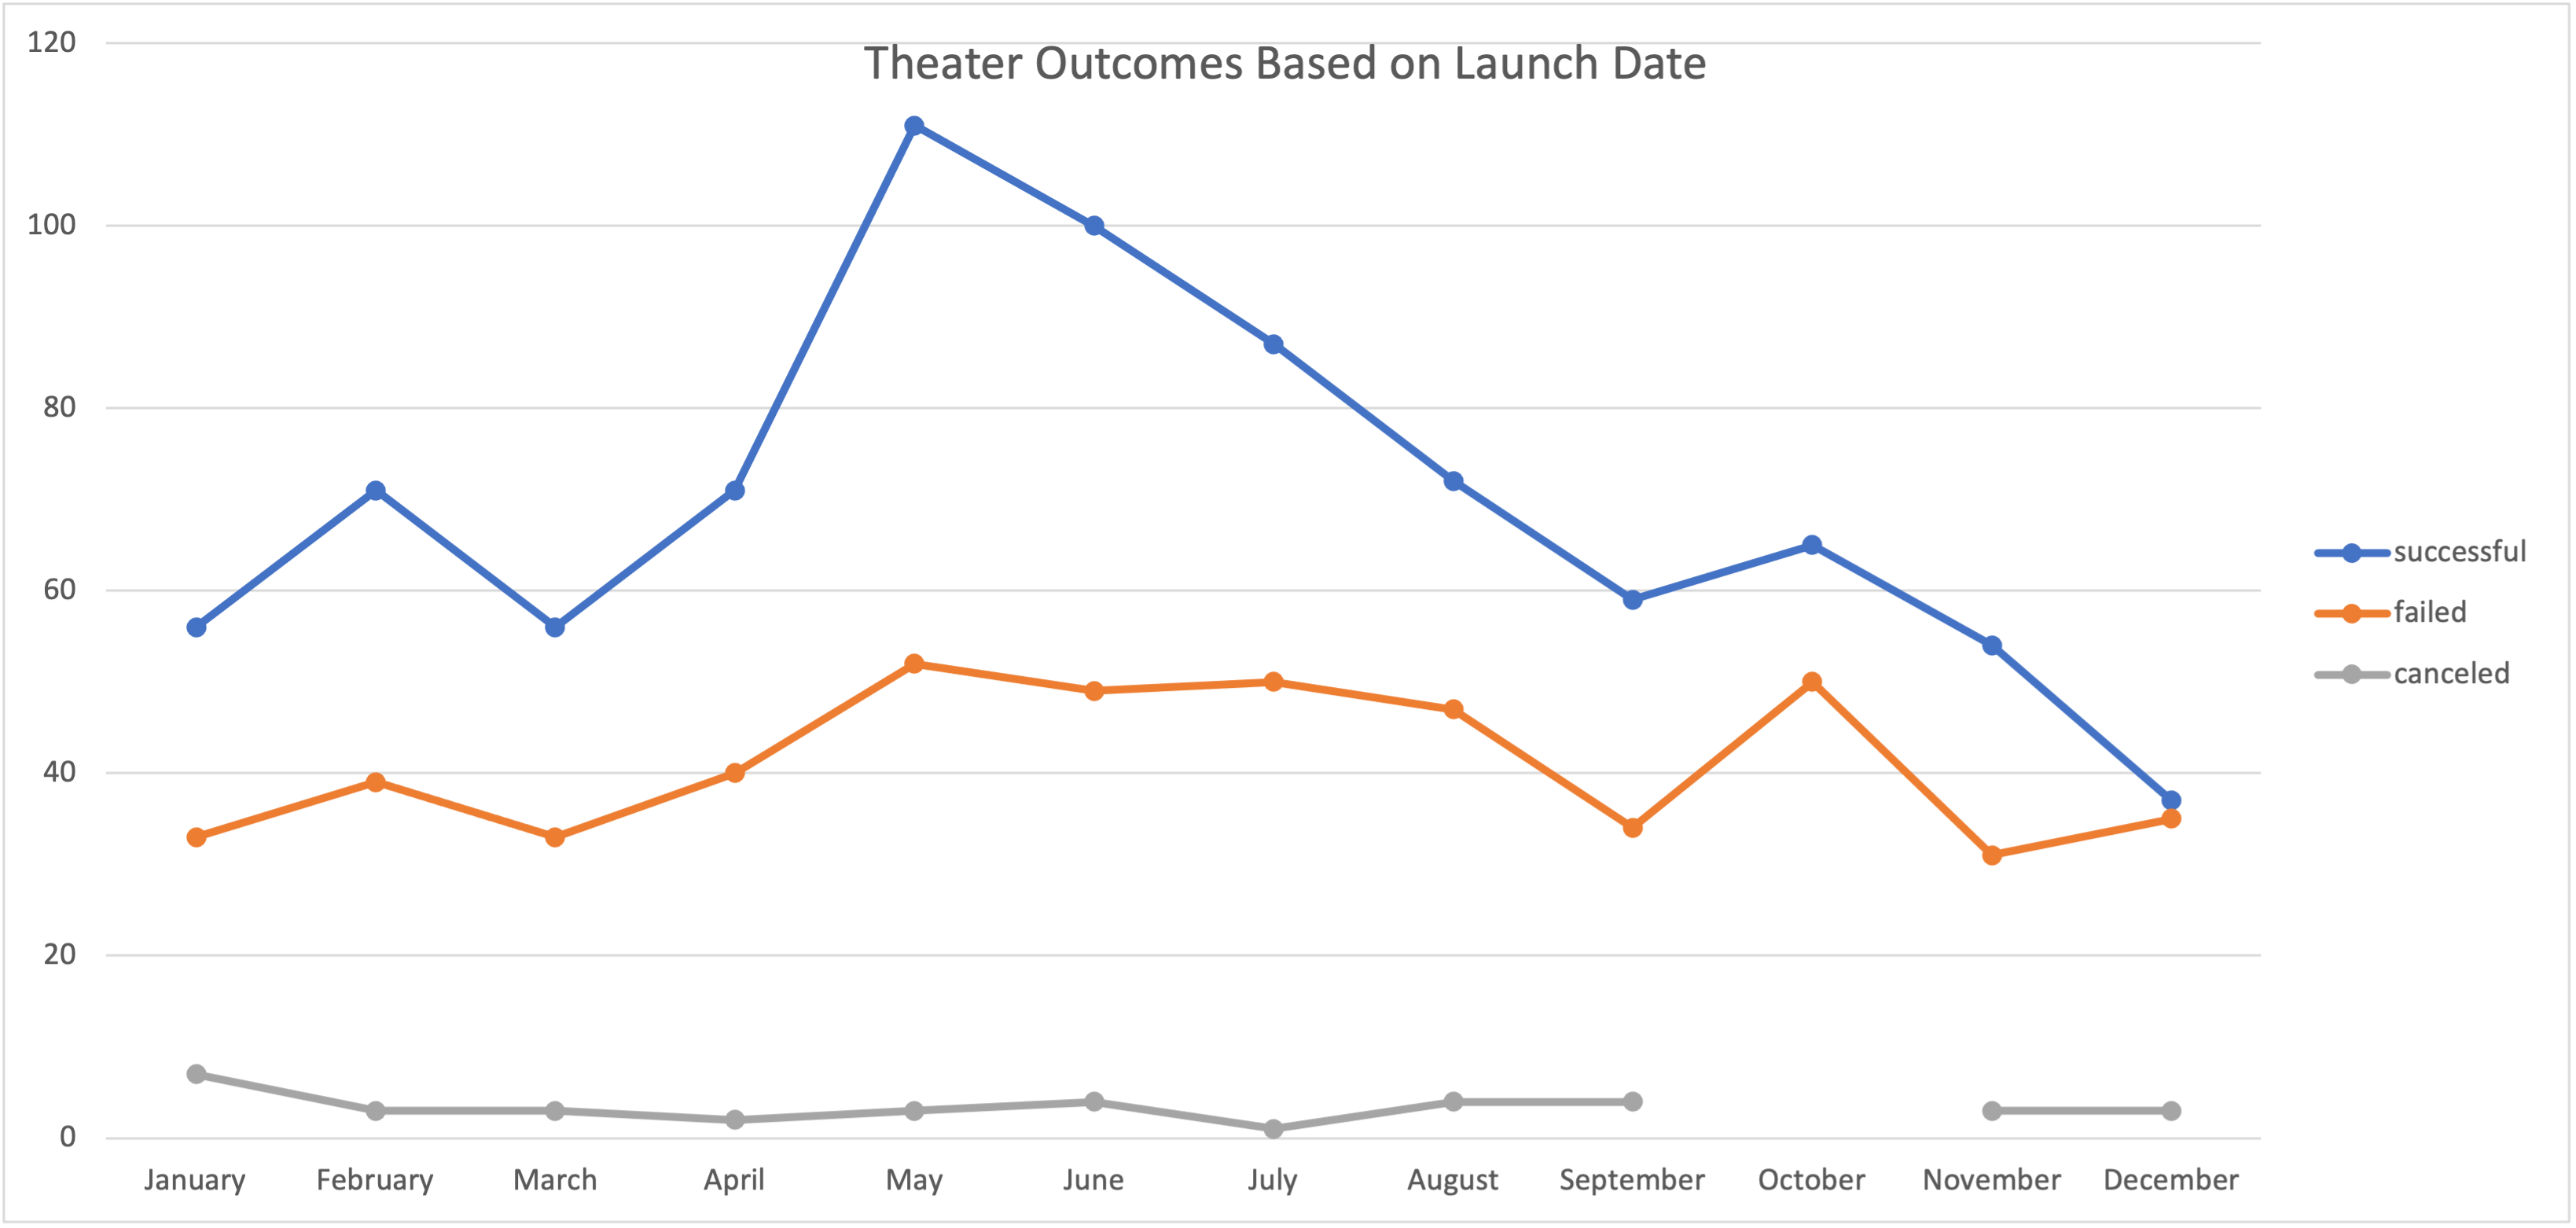 Theater Outcomes Based on Launch Date
120
100
80
60
40
20
0
January February March April May June July August September October November December
successful
failed
canceled